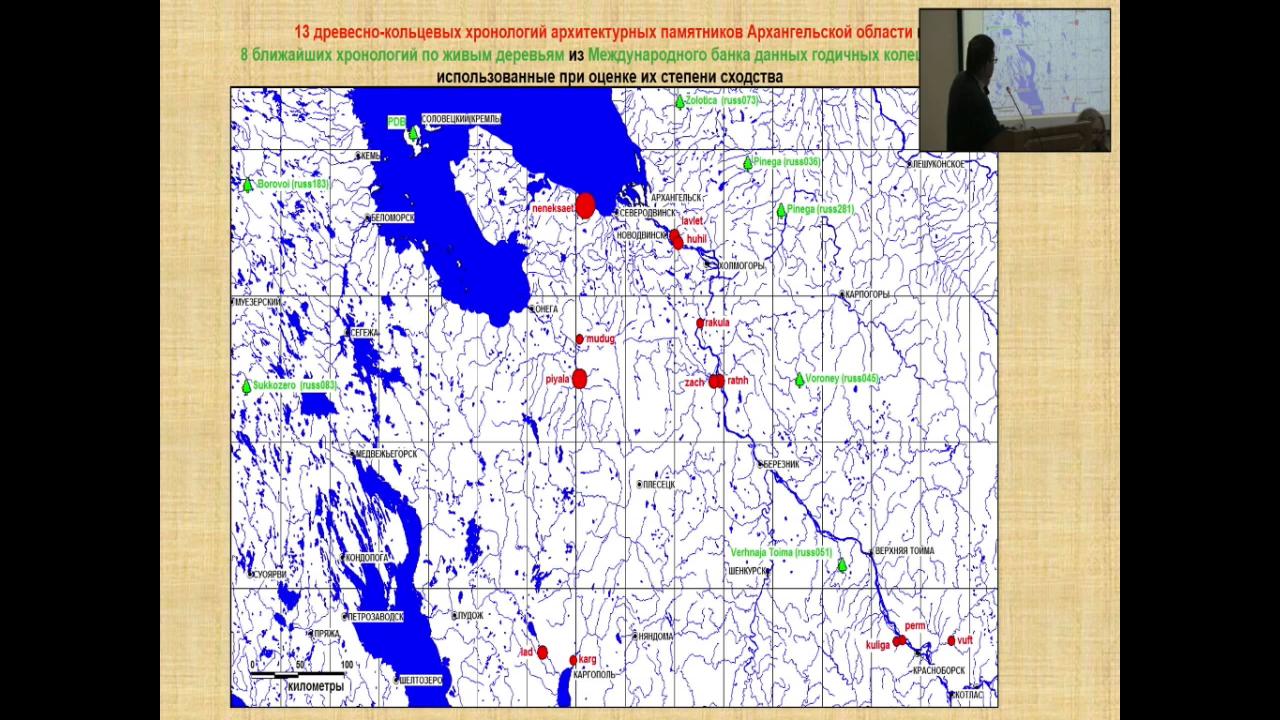 13 древесно-кольцевых хронологий архитектурных памятников Архангельской области
8 ближайших хронологий по живым деревьям из Международного банка данных годичных
использованные при оценке их степени сходства
Zolotica (russ073)
PDB
СОЛОВЕЦКИЙ КРЕМЛЬ
КЕМЬ
Pinega (russ036)
ЛЕШУКОНСКОЕ
Borovoi (russ183)
АРХАНГЕЛЬСК
neneksaet
СЕВЕРОДВИНСК
Pinega (russ281)
БЕЛОМОРСК
lavlet
НОВОДВИНСК
huhil
ХОЛМОГОРЫ
КАРПОГОРЫ
МУЕЗЕРСКИЙ
ОНЕГА
rakula
СЕГЕЖА
mudug
piyala
zach
ratnh
Voroney (russ045)
Sukkozero (russ083)
МЕДВЕЖЬЕГОРСК
БЕРЕЗНИК
ПЛЕСЕЦК
Verhnaja Toima (russ051)
ВЕРХНЯЯ ТОЙМА
КОНДОПОГА
ШЕНКУРСК
СУОЯРВИ
ПЕТРОЗАВОДСК
ПУДОЖ
perm
ПРЯЖА
НЯНДОМА
kuliga
vuft
lad
karg
0 50 100
КРАСНОБОРСК
КАРГОПОЛЬ
ШЕЛТОЗЕРО
километры
КОТЛАС